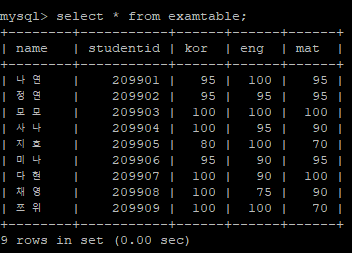 mysql> select * from examtable;
+--------+-----------+-----+-----+-----+
| name | studentid | kor | eng | mat |
+--------+-----------+-----+-----+-----+
| 나연 | 209901 | 95 | 100 | 95 |
| 정연 | 209902 | 95 | 95 | 95 |
| 모모 | 209903 | 100 | 100 | 100 |
| 사나 | 209904 | 100 | 95 | 90 |
| 지효 | 209905 | 80 | 100 | 70 |
| 미나 | 209906 | 95 | 90 | 95 |
| 다현 | 209907 | 100 | 90 | 100 |
| 채영 | 209908 | 100 | 75 | 90 |
| 쯔위 | 209909 | 100 | 100 | 70 |
+--------+-----------+-----+-----+-----+
9 rows in set (0.00 sec)